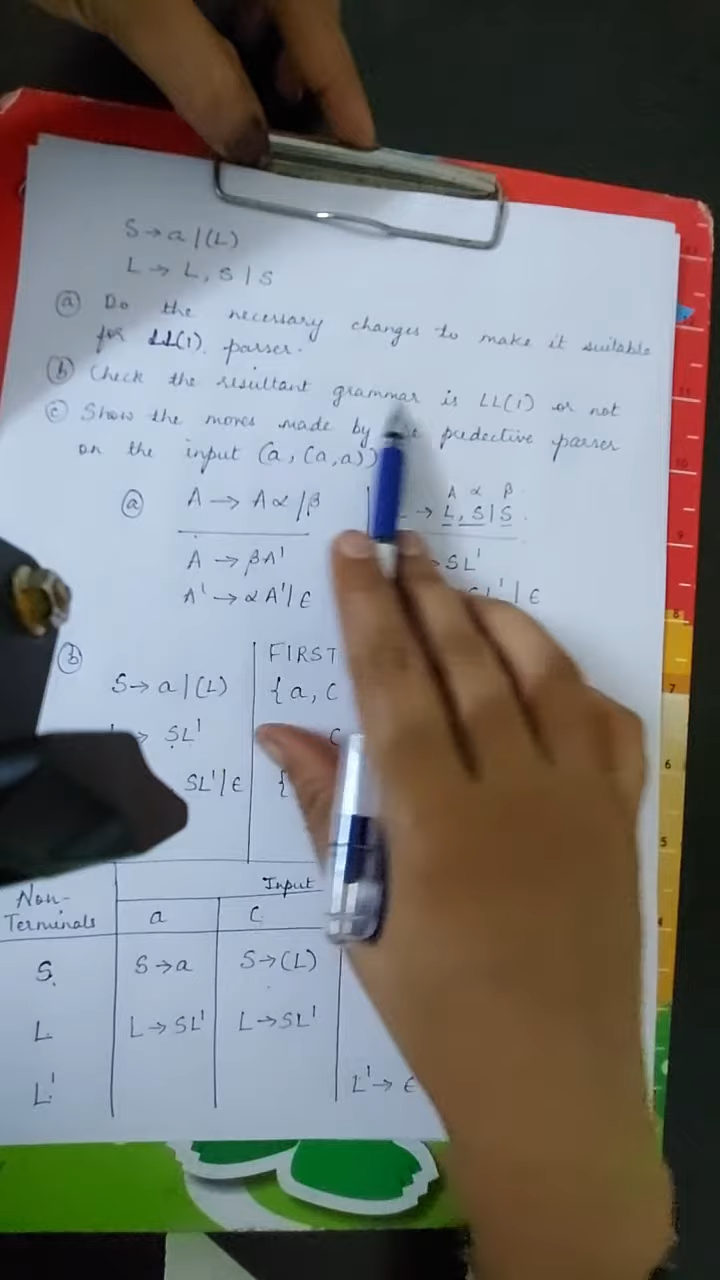 S → a | (L)
L → L, S | S
(a) Do the necessary changes to make it suitable
for LL(1) parser.
(b) Check the resultant grammar is LL(1) or not
(c) Show the moves made by predective parser
on the input (a, (a,a))
(a) A → Aα | β
A → βA'
A' → αA' | ϵ
A α β
→ L, S | S
SL'
SL' | ϵ
(b) FIRST
S → a | (L) { a, (
→ SL' (
SL' | ϵ {
Non-Terminals Input
a (
S S → a S → (L)
L L → SL' L → SL'
L' L' → ϵ